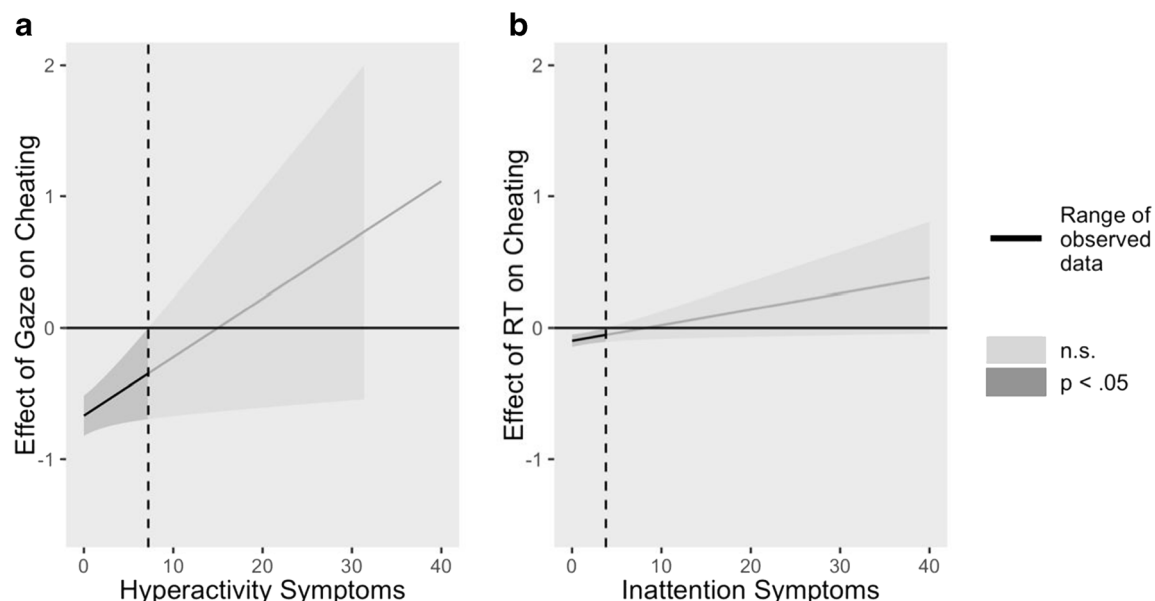 a
b
2
1
0
-1
Effect of Gaze on Cheating
0
10
20
30
40
Hyperactivity Symptoms
2
1
0
-1
Effect of RT on Cheating
0
10
20
30
40
Inattention Symptoms
Range of
observed
data
n.s.
p < .05